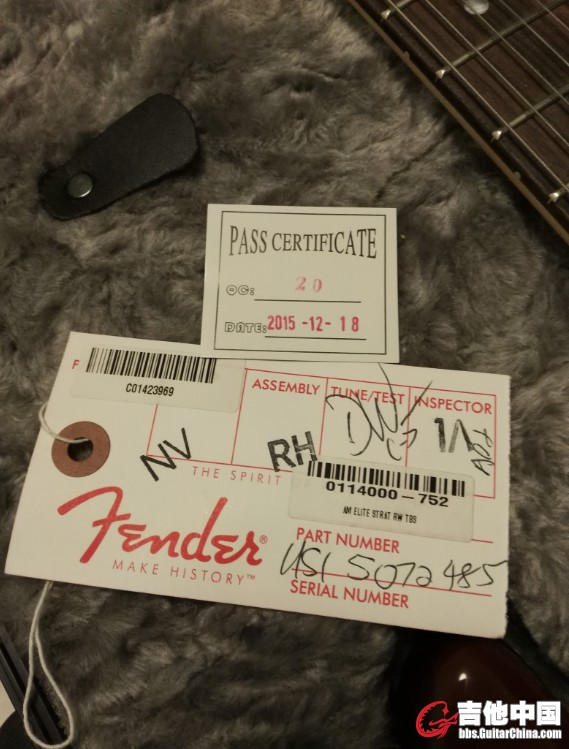 PASS CERTIFICATE
QC: 20
DATE: 2015-12-18
F
C01423969
ASSEMBLY TUNE/TEST INSPECTOR
NV RH
THE SPIRIT O
0114000-752
AM ELITE STRAT RW TBS
Fender®
MAKE HISTORY™
PART NUMBER
US15072485
SERIAL NUMBER
吉他中国
bbs.GuitarChina.com